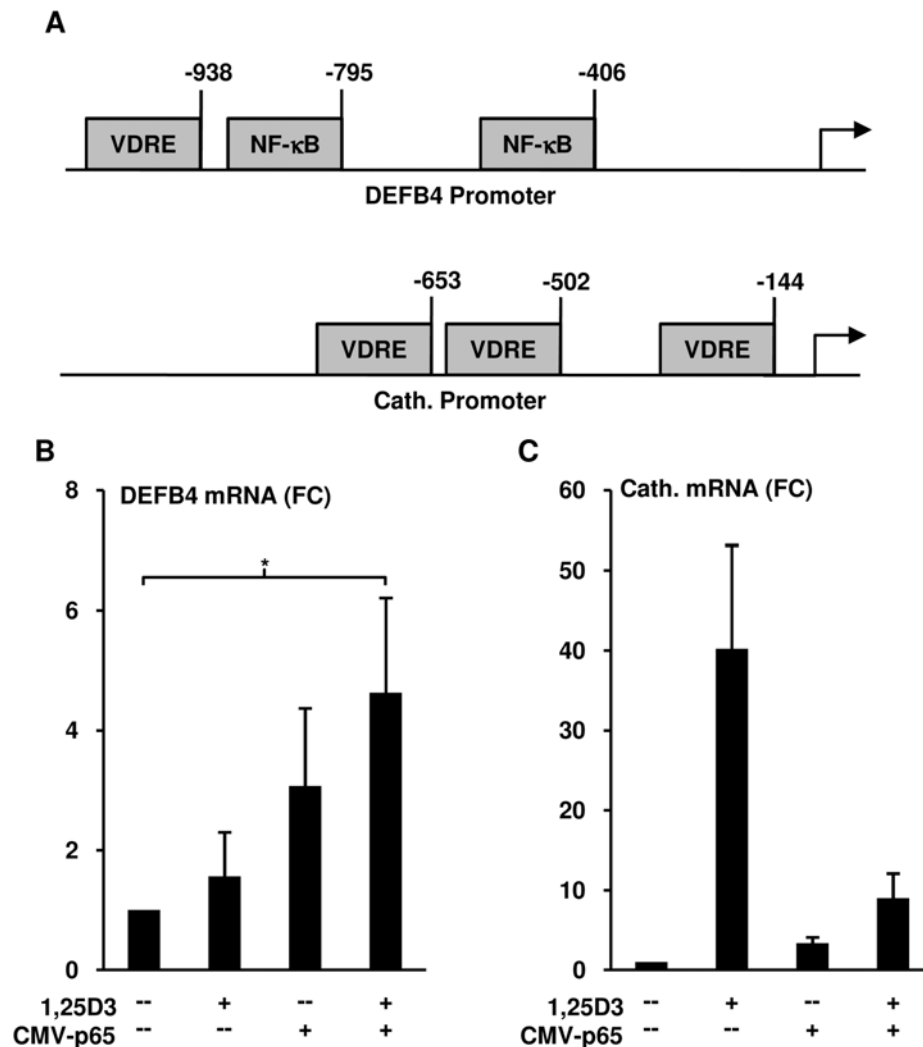 A
-938 -795 -406
VDRE NF-κB NF-κB
DEFB4 Promoter
-653 -502 -144
VDRE VDRE VDRE
Cath. Promoter
B
DEFB4 mRNA (FC)
8
6
4
2
0
*
1,25D3 -- + -- +
CMV-p65 -- -- + +
C
Cath. mRNA (FC)
60
50
40
30
20
10
0
1,25D3 -- + -- +
CMV-p65 -- -- + +